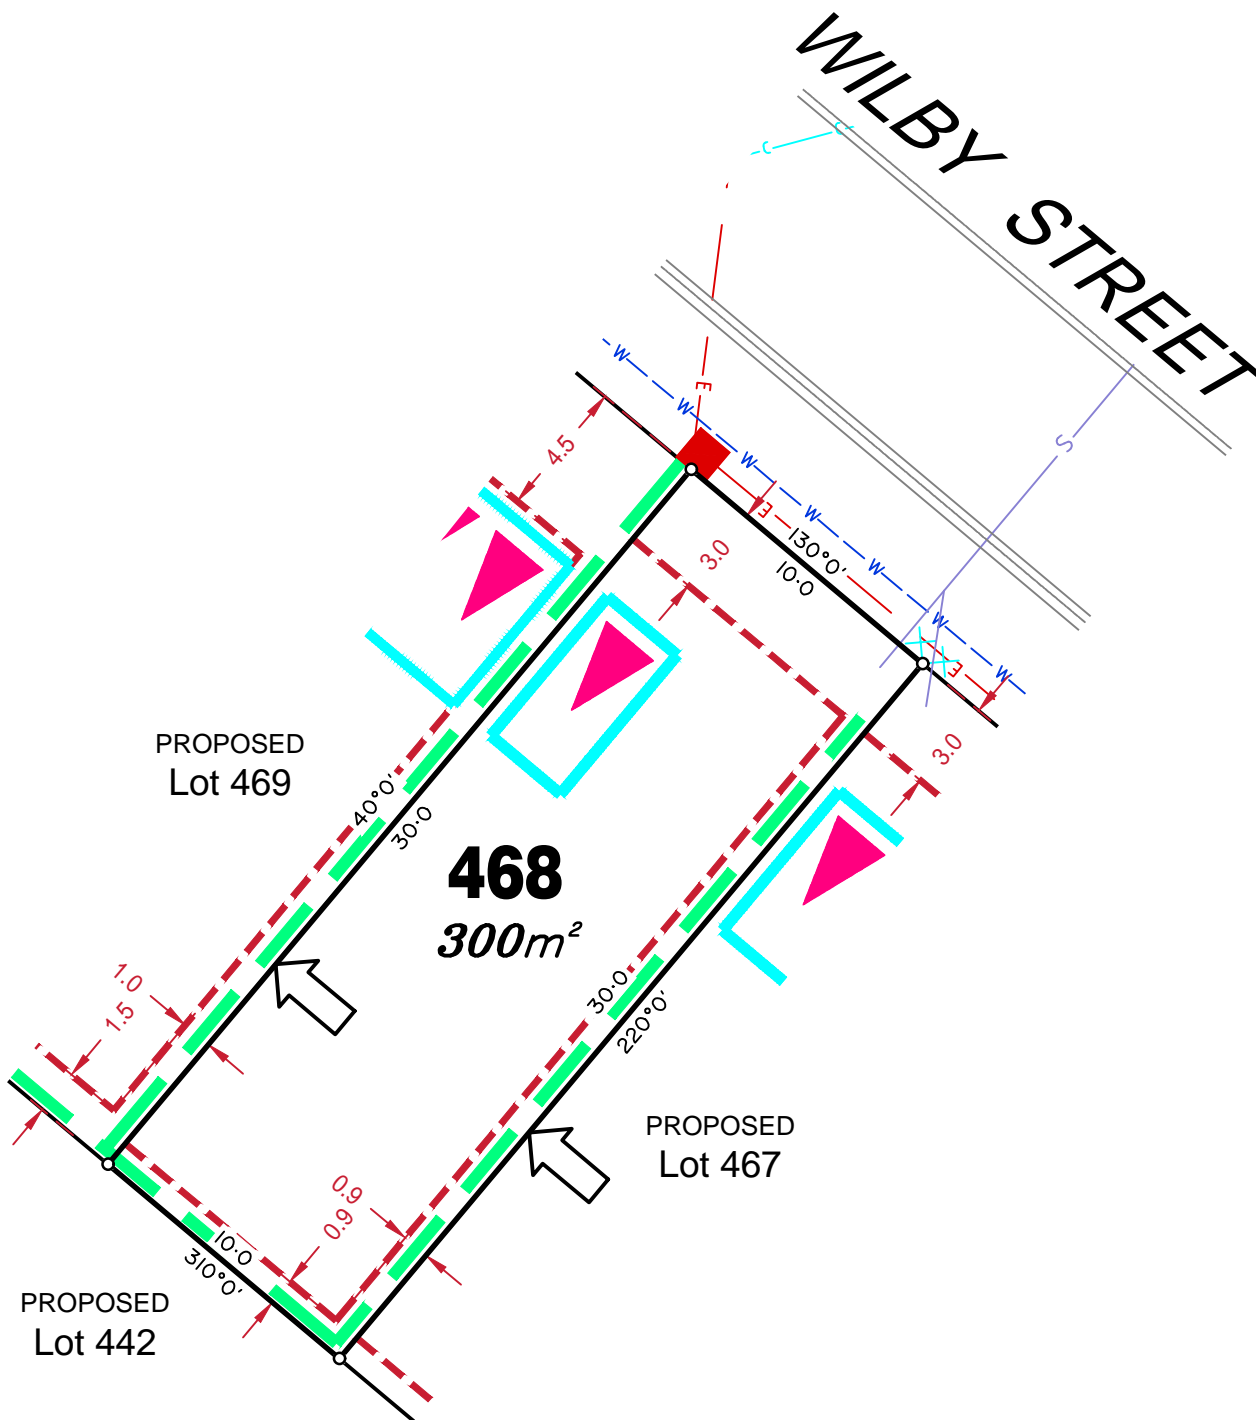 WILBY STREET
C
C
E
W
W
W
W
W
W
W
S
4.5
E
130°0'
10·0
3.0
E
3.0
PROPOSED
Lot 469
40°0'
30·0
468
300m²
1.0
1.5
30·0
220°0'
PROPOSED
Lot 467
0.9
0.9
10·0
310°0'
PROPOSED
Lot 442